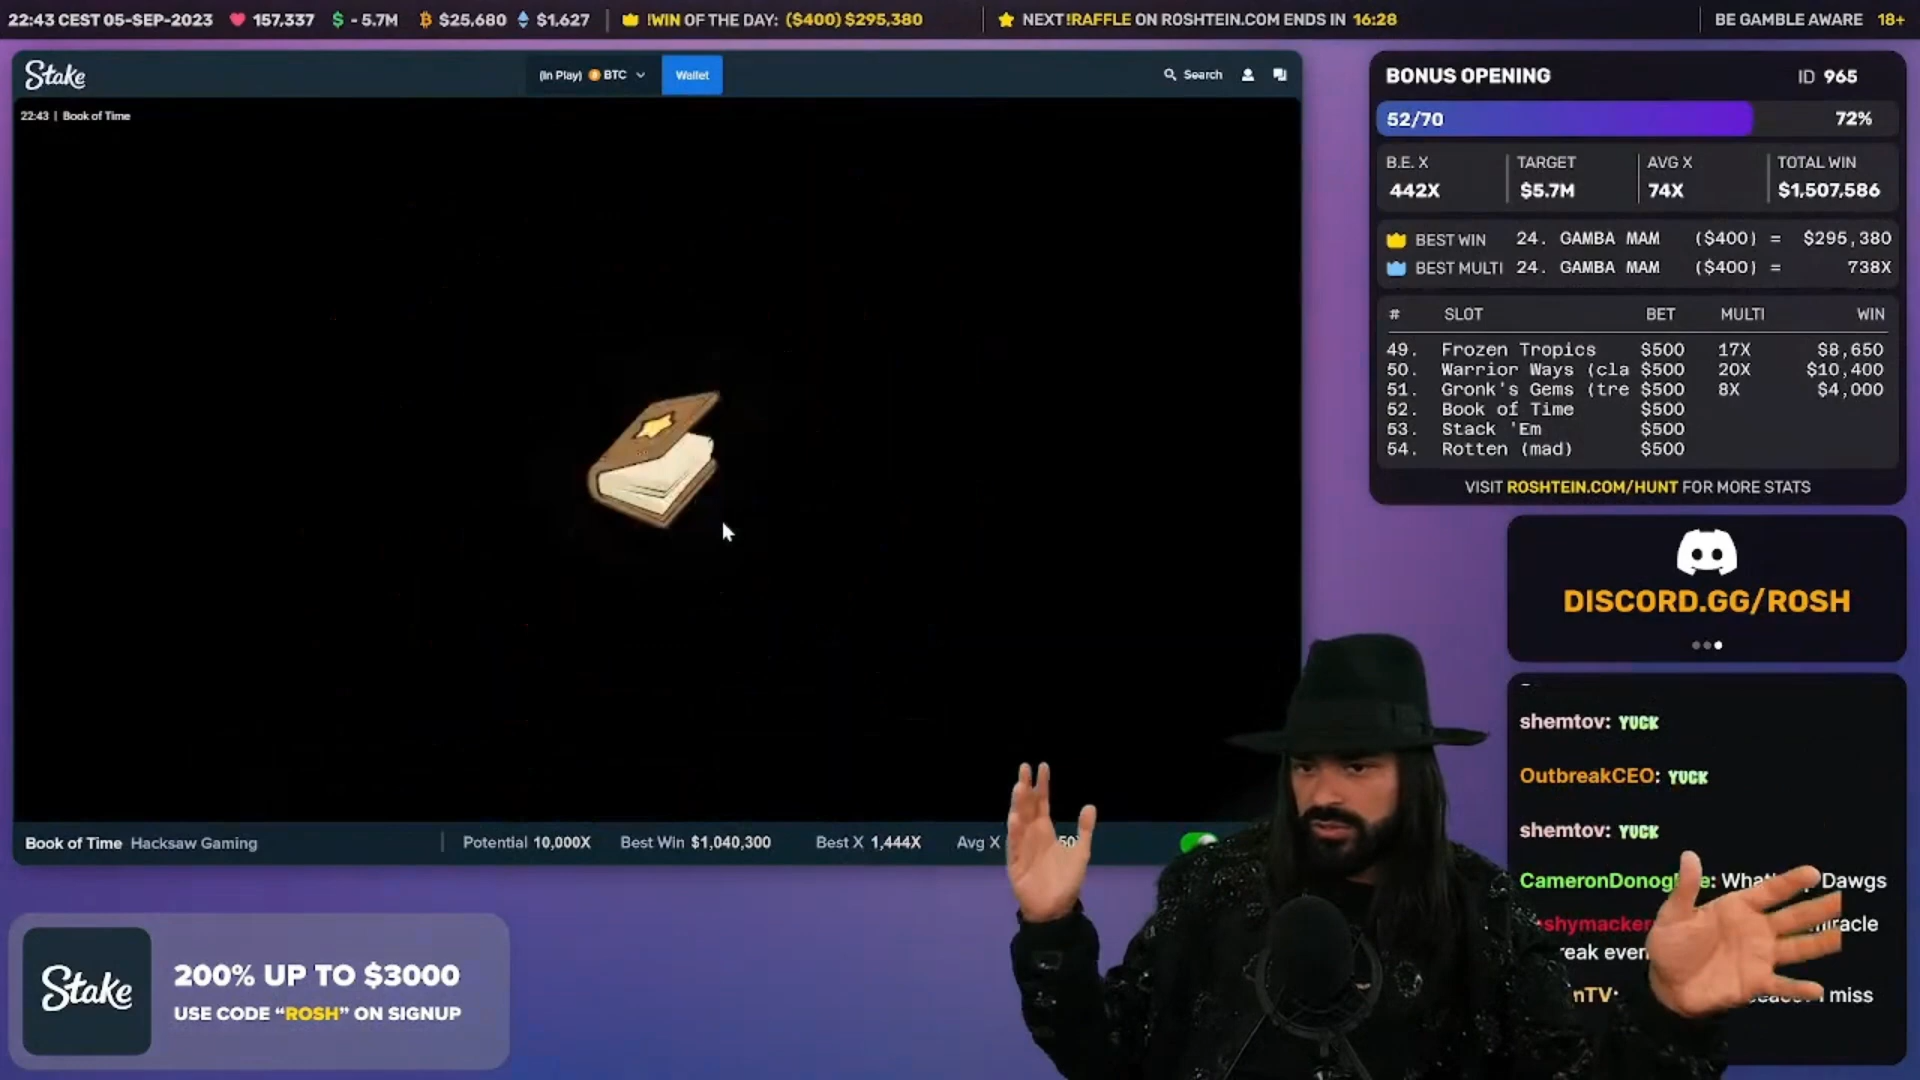 22:43 CEST 05-SEP-2023 157,337 $ - 5.7M $25,680 $1,627 !WIN OF THE DAY: ($400) $295,380 NEXT !RAFFLE ON ROSHTEIN.COM ENDS IN 16:28 BE GAMBLE AWARE 18+
Stake (In Play) BTC Wallet Search
22:43 | Book of Time
BONUS OPENING ID 965
52/70 72%
B.E. X TARGET AVG X TOTAL WIN
442X $5.7M 74X $1,507,586
BEST WIN 24. GAMBA MAM ($400) = $295,380
BEST MULTI 24. GAMBA MAM ($400) = 738X
# SLOT BET MULTI WIN
49. Frozen Tropics $500 17X $8,650
50. Warrior Ways (cla $500 20X $10,400
51. Gronk's Gems (tre $500 8X $4,000
52. Book of Time $500
53. Stack 'Em $500
54. Rotten (mad) $500
VISIT ROSHTEIN.COM/HUNT FOR MORE STATS
DISCORD.GG/ROSH
shemtov: YUCK
OutbreakCEO: YUCK
shemtov: YUCK
Dawgs
miss
Book of Time Hacksaw Gaming Potential 10,000X Best Win $1,040,300 Best X 1,444X Avg X
Stake
200% UP TO $3000
USE CODE “ROSH” ON SIGNUP